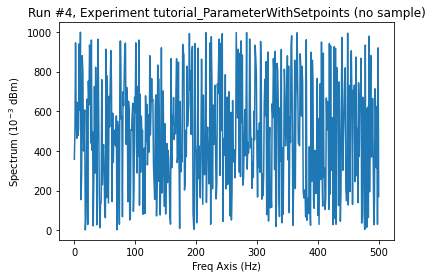 Run #4, Experiment tutorial_ParameterWithSetpoints (no sample)
1000
800
600
400
200
0
Spectrum (10⁻³ dBm)
0 100 200 300 400 500
Freq Axis (Hz)